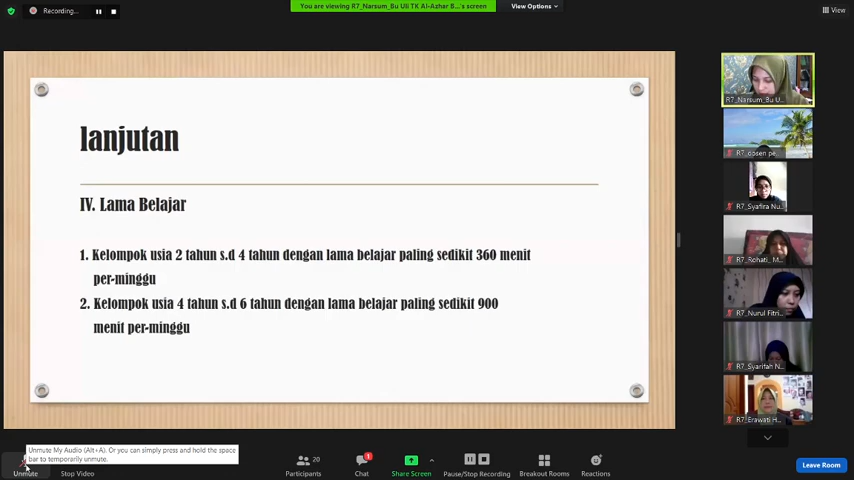 Recording...
You are viewing R7_Narsum_Bu Uli TK Al-Azhar B...'s screen
View Options
View
lanjutan
IV. Lama Belajar
1. Kelompok usia 2 tahun s.d 4 tahun dengan lama belajar paling sedikit 360 menit
per-minggu
2. Kelompok usia 4 tahun s.d 6 tahun dengan lama belajar paling sedikit 900
menit per-minggu
R7_Narsum_Bu U...
R7_dosen pe...
R7_Syafira Nu...
R7_Rohati_ M...
R7_Nurul Fitri...
R7_Syarifah N...
R7_Erawati H...
Unmute My Audio (Alt+A). Or you can simply press and hold the space
bar to temporarily unmute.
Unmute
Stop Video
20
Participants
1
Chat
Share Screen
Pause/Stop Recording
Breakout Rooms
Reactions
Leave Room